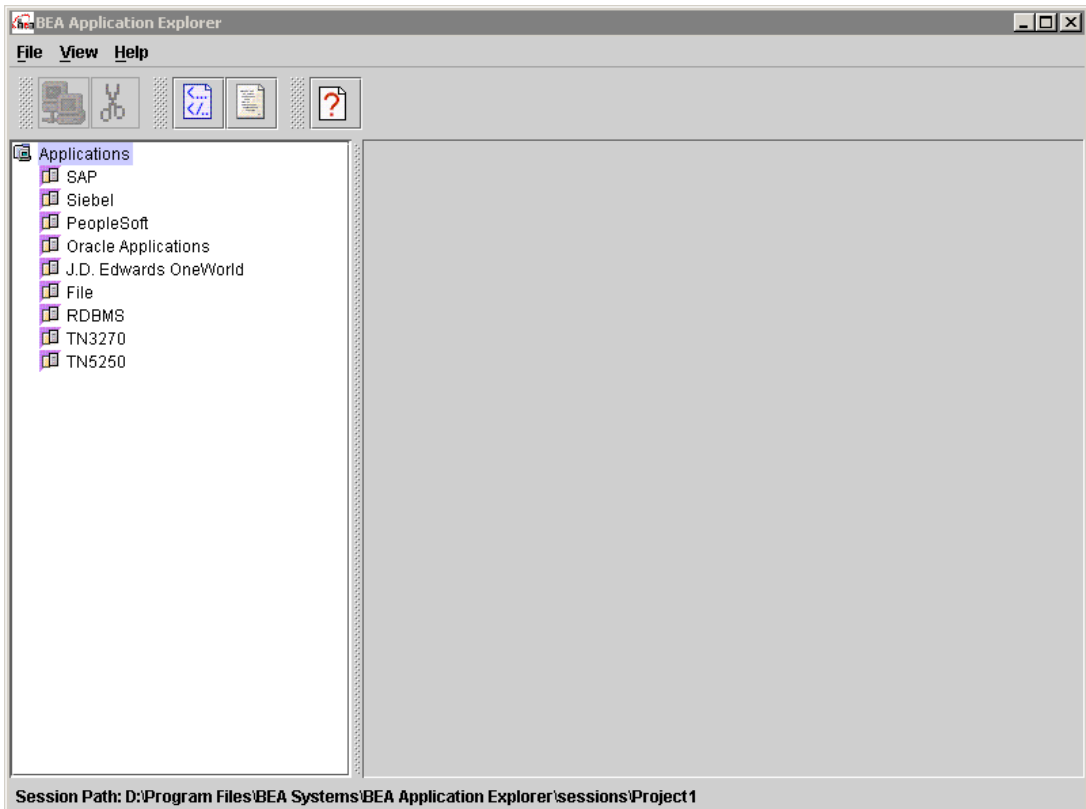 BEA Application Explorer
File View Help
Applications
SAP
Siebel
PeopleSoft
Oracle Applications
J.D. Edwards OneWorld
File
RDBMS
TN3270
TN5250
Session Path: D:\Program Files\BEA Systems\BEA Application Explorer\sessions\Project1